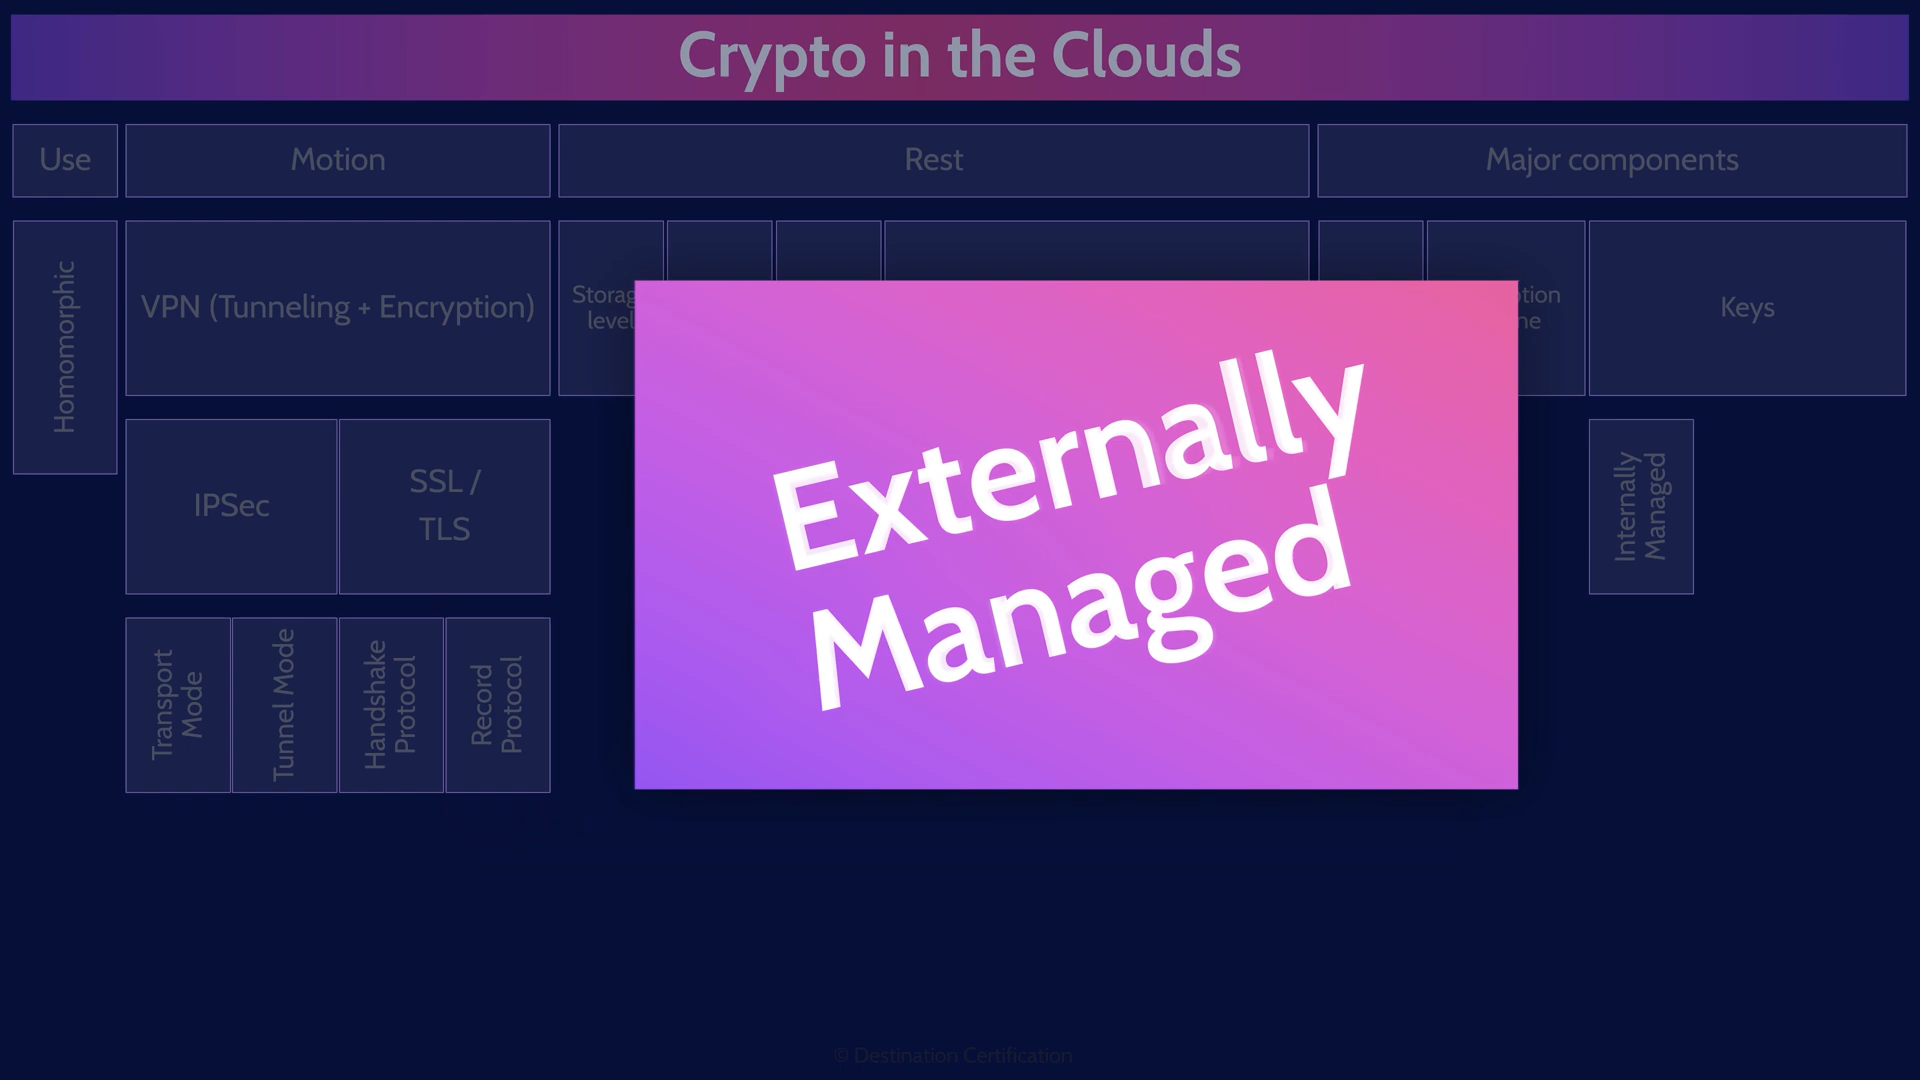 Crypto in the Clouds
Use
Motion
Rest
Major components
Homomorphic
VPN (Tunneling + Encryption)
Keys
IPSec
SSL /
TLS
Internally
Managed
Transport
Mode
Tunnel Mode
Handshake
Protocol
Record
Protocol
Externally
Managed
© Destination Certification